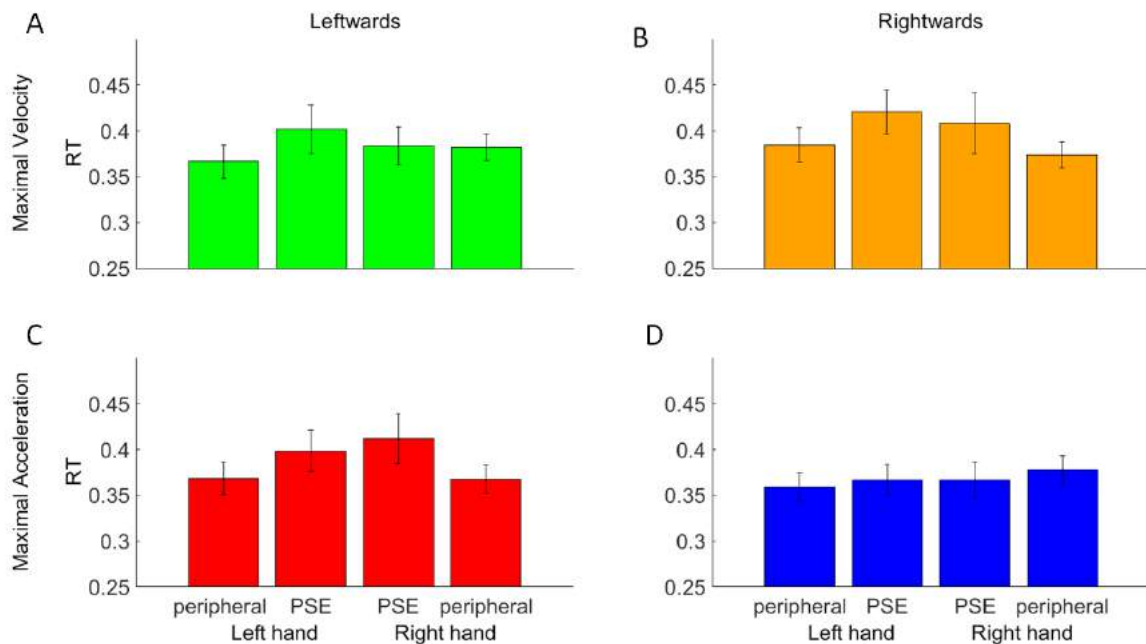 A
Leftwards
B
Rightwards
Maximal Velocity
RT
0.45
0.4
0.35
0.3
0.25
0.45
0.4
0.35
0.3
0.25
C
D
Maximal Acceleration
RT
0.45
0.4
0.35
0.3
0.25
0.45
0.4
0.35
0.3
0.25
peripheral PSE PSE peripheral
Left hand Right hand
peripheral PSE PSE peripheral
Left hand Right hand